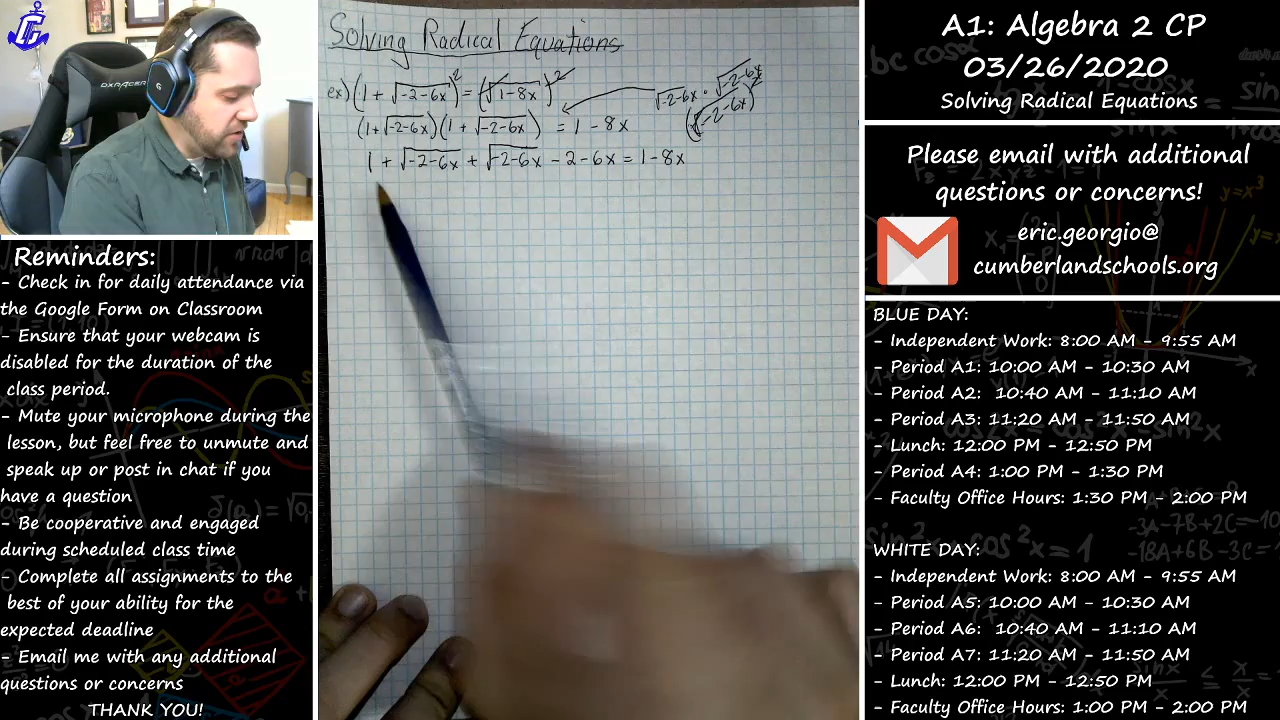 Solving Radical Equations
ex) (1 + √-2-6x)² = (√1-8x)²
√-2-6x · √-2-6x
(√-2-6x)²
(1+√-2-6x)(1 + √-2-6x) = 1 - 8x
1 + √-2-6x + √-2-6x - 2 - 6x = 1 - 8x
Reminders:
- Check in for daily attendance via
the Google Form on Classroom
- Ensure that your webcam is
disabled for the duration of the
class period.
- Mute your microphone during the
lesson, but feel free to unmute and
speak up or post in chat if you
have a question
- Be cooperative and engaged
during scheduled class time
- Complete all assignments to the
best of your ability for the
expected deadline
- Email me with any additional
questions or concerns
THANK YOU!
A1: Algebra 2 CP
03/26/2020
Solving Radical Equations
Please email with additional
questions or concerns!
eric.georgio@
cumberlandschools.org
BLUE DAY:
- Independent Work: 8:00 AM - 9:55 AM
- Period A1: 10:00 AM - 10:30 AM
- Period A2: 10:40 AM - 11:10 AM
- Period A3: 11:20 AM - 11:50 AM
- Lunch: 12:00 PM - 12:50 PM
- Period A4: 1:00 PM - 1:30 PM
- Faculty Office Hours: 1:30 PM - 2:00 PM
WHITE DAY:
- Independent Work: 8:00 AM - 9:55 AM
- Period A5: 10:00 AM - 10:30 AM
- Period A6: 10:40 AM - 11:10 AM
- Period A7: 11:20 AM - 11:50 AM
- Lunch: 12:00 PM - 12:50 PM
- Faculty Office Hours: 1:00 PM - 2:00 PM